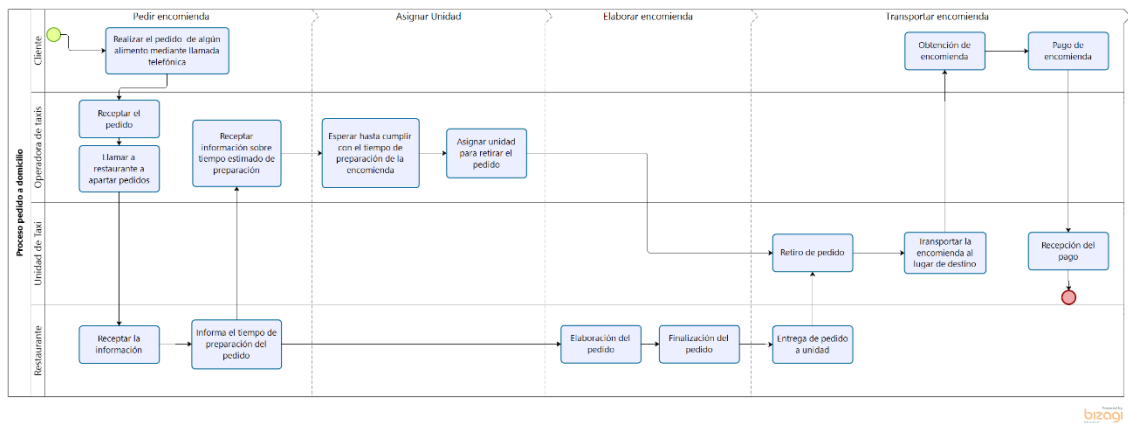 Pedir encomienda
Asignar Unidad
Elaborar encomienda
Transportar encomienda
Proceso pedido a domicilio
Cliente
Realizar el pedido de algún
alimento mediante llamada
telefónica
Obtención de
encomienda
Pago de
encomienda
Operadora de taxis
Receptar el
pedido
Llamar a
restaurante a
apartar pedidos
Receptar
información sobre
tiempo estimado de
preparación
Esperar hasta cumplir
con el tiempo de
preparación de la
encomienda
Asignar unidad
para retirar el
pedido
Unidad de Taxi
Retiro de pedido
Transportar la
encomienda al
lugar de destino
Recepción del
pago
Restaurante
Receptar la
información
Informa el tiempo de
preparación del
pedido
Elaboración del
pedido
Finalización del
pedido
Entrega de pedido
a unidad
Powered by
bizagi